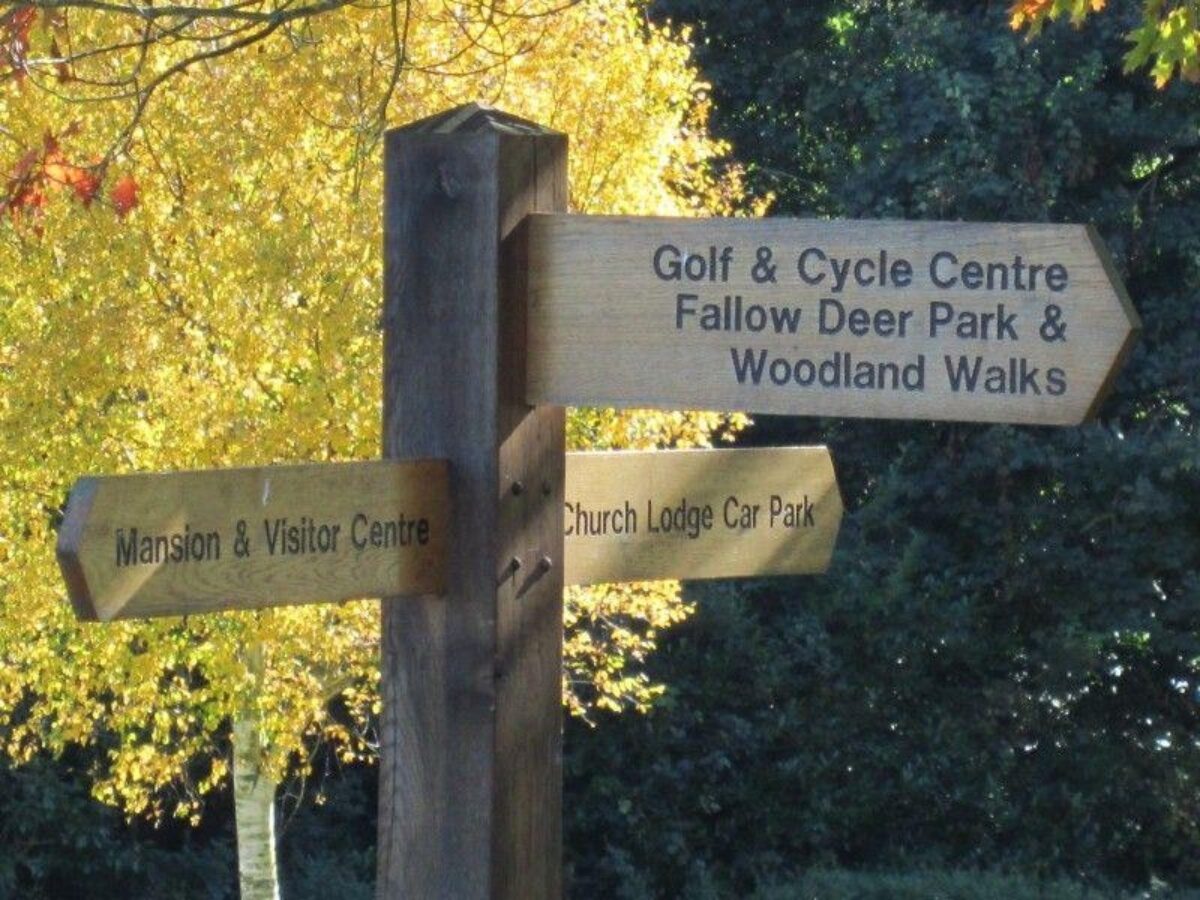 Golf & Cycle Centre
Fallow Deer Park &
Woodland Walks
Mansion & Visitor Centre
Church Lodge Car Park